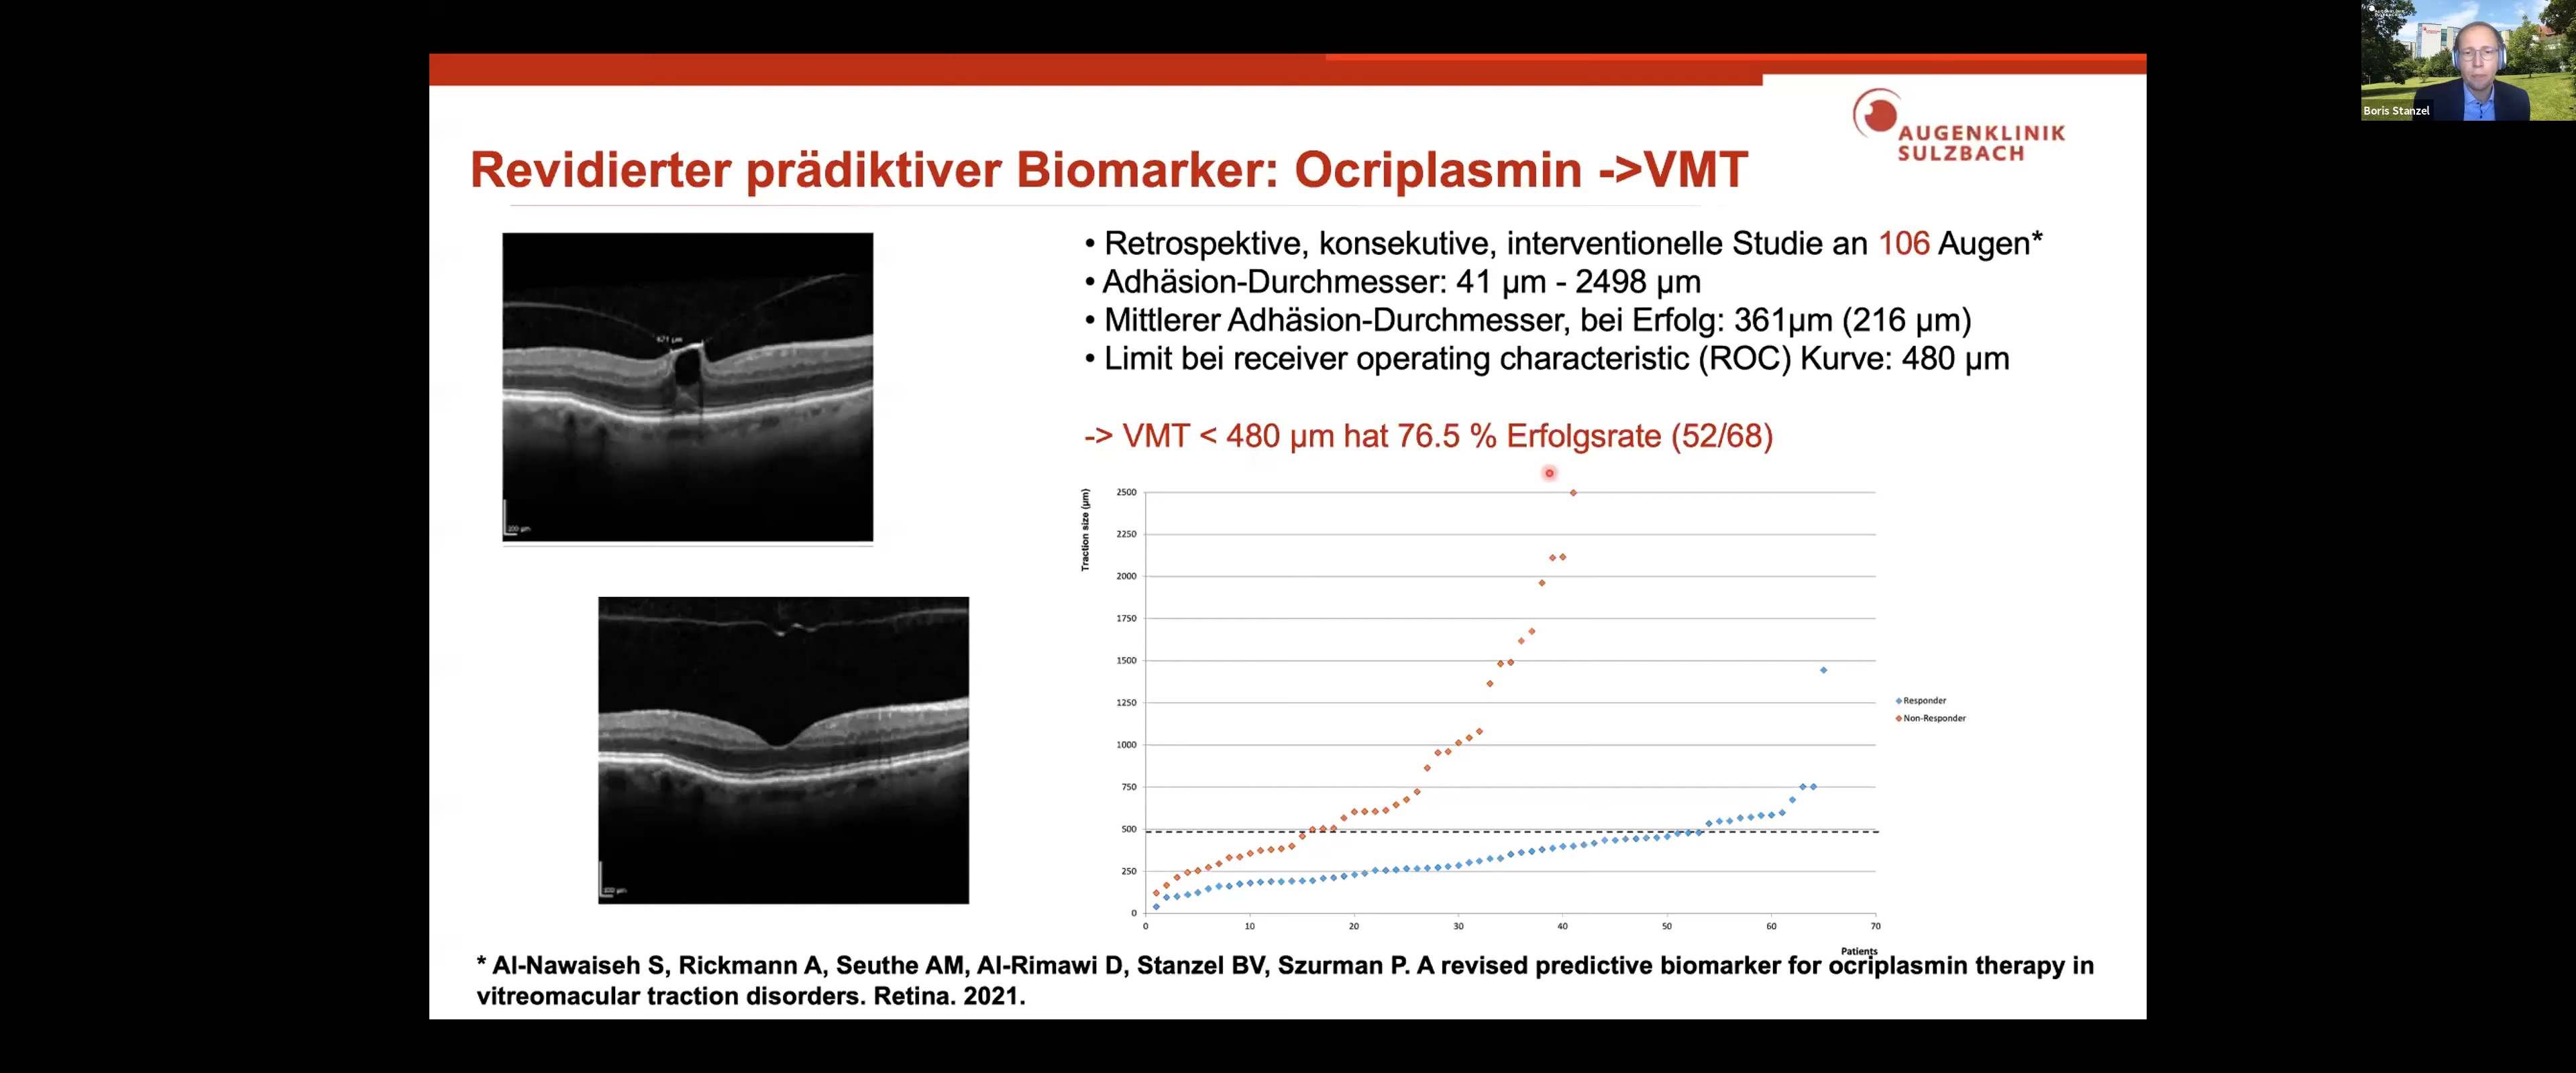 Boris Stanzel
AUGENKLINIK
SULZBACH
Revidierter prädiktiver Biomarker: Ocriplasmin ->VMT
• Retrospektive, konsekutive, interventionelle Studie an 106 Augen*
• Adhäsion-Durchmesser: 41 µm - 2498 µm
• Mittlerer Adhäsion-Durchmesser, bei Erfolg: 361µm (216 µm)
• Limit bei receiver operating characteristic (ROC) Kurve: 480 µm
-> VMT < 480 µm hat 76.5 % Erfolgsrate (52/68)
Traction size (µm)
2500
2250
2000
1750
1500
1250
1000
750
500
250
0
0 10 20 30 40 50 60 70
Patients
Responder
Non-Responder
* Al-Nawaiseh S, Rickmann A, Seuthe AM, Al-Rimawi D, Stanzel BV, Szurman P. A revised predictive biomarker for ocriplasmin therapy in
vitreomacular traction disorders. Retina. 2021.